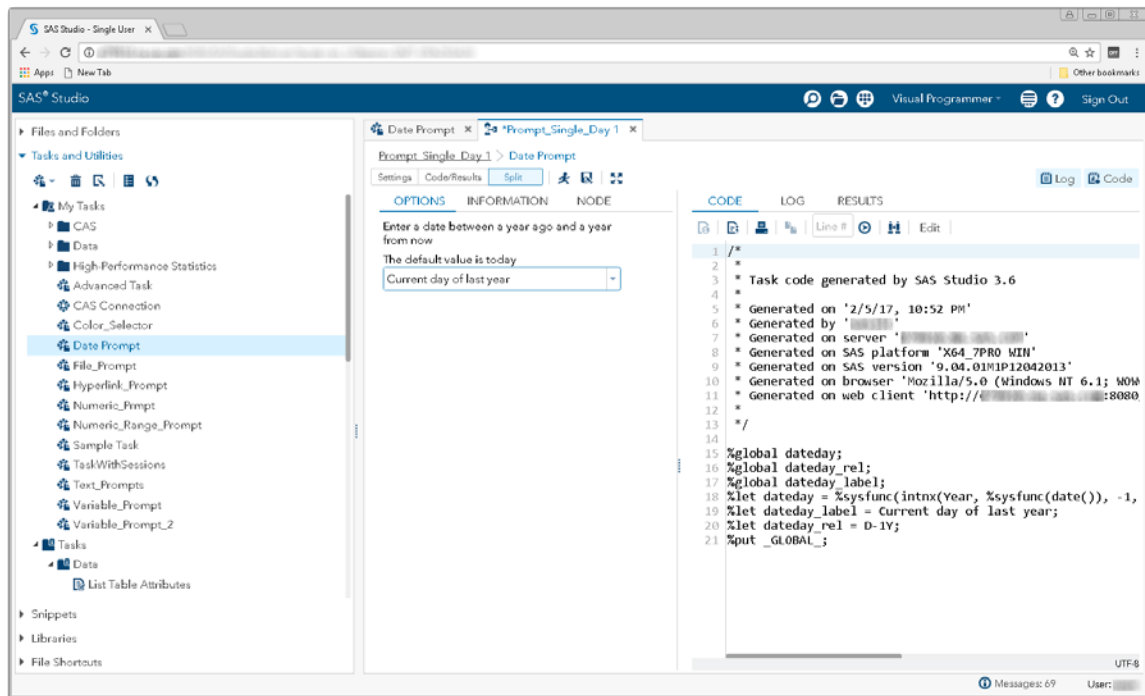 SAS Studio - Single User
Apps New Tab
Other bookmarks
SAS® Studio
Visual Programmer
Sign Out
Files and Folders
Tasks and Utilities
My Tasks
CAS
Data
High-Performance Statistics
Advanced Task
CAS Connection
Color_Selector
Date Prompt
File_Prompt
Hyperlink_Prompt
Numeric_Prmpt
Numeric_Range_Prompt
Sample Task
TaskWithSessions
Text_Prompts
Variable_Prompt
Variable_Prompt_2
Tasks
Data
List Table Attributes
Snippets
Libraries
File Shortcuts
Date Prompt
*Prompt_Single_Day 1
Prompt_Single_Day 1 > Date Prompt
Settings Code/Results Split
Log Code
OPTIONS INFORMATION NODE
Enter a date between a year ago and a year
from now
The default value is today
Current day of last year
CODE LOG RESULTS
Line # Edit
1 /*
2 *
3 * Task code generated by SAS Studio 3.6
4 *
5 * Generated on '2/5/17, 10:52 PM'
6 * Generated by '
7 * Generated on server '
8 * Generated on SAS platform 'X64_7PRO WIN'
9 * Generated on SAS version '9.04.01M1P12042013'
10 * Generated on browser 'Mozilla/5.0 (Windows NT 6.1; WOW
11 * Generated on web client 'http:// :8080
12 *
13 */
14
15 %global dateday;
16 %global dateday_rel;
17 %global dateday_label;
18 %let dateday = %sysfunc(intnx(Year, %sysfunc(date()), -1,
19 %let dateday_label = Current day of last year;
20 %let dateday_rel = D-1Y;
21 %put _GLOBAL_;
UTF-8
Messages: 69
User: